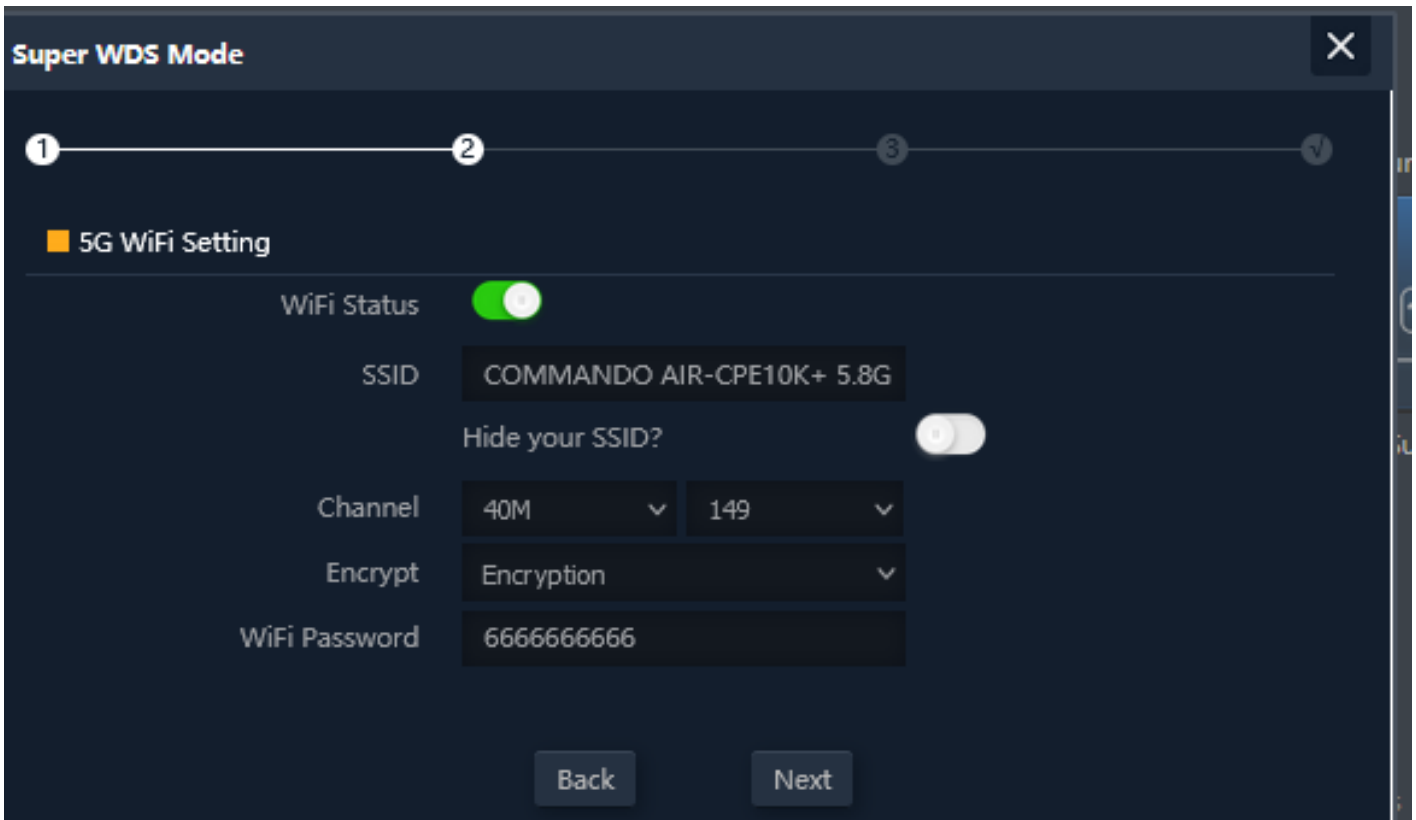 Super WDS Mode
1 2 3 √
5G WiFi Setting
WiFi Status
SSID COMMANDO AIR-CPE10K+ 5.8G
Hide your SSID?
Channel 40M 149
Encrypt Encryption
WiFi Password 6666666666
Back Next